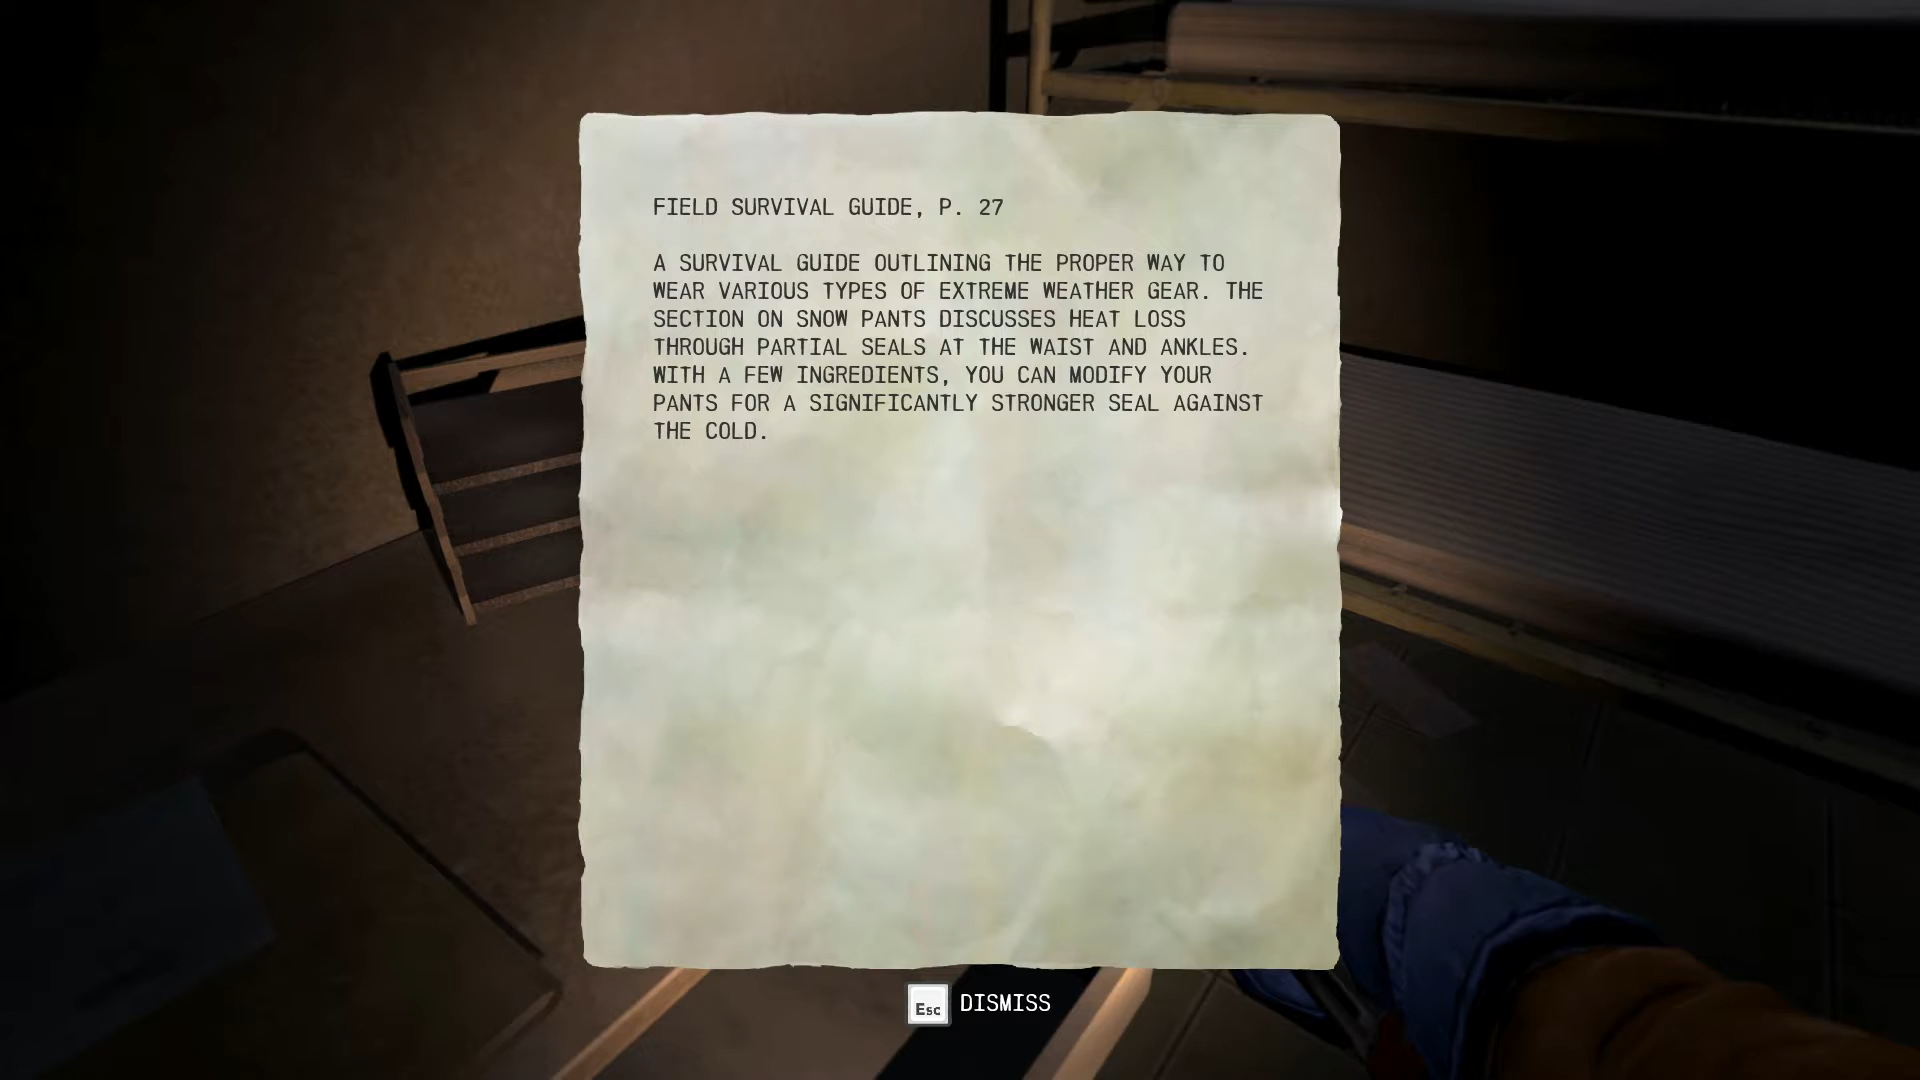 FIELD SURVIVAL GUIDE, P. 27
A SURVIVAL GUIDE OUTLINING THE PROPER WAY TO
WEAR VARIOUS TYPES OF EXTREME WEATHER GEAR. THE
SECTION ON SNOW PANTS DISCUSSES HEAT LOSS
THROUGH PARTIAL SEALS AT THE WAIST AND ANKLES.
WITH A FEW INGREDIENTS, YOU CAN MODIFY YOUR
PANTS FOR A SIGNIFICANTLY STRONGER SEAL AGAINST
THE COLD.
Esc DISMISS